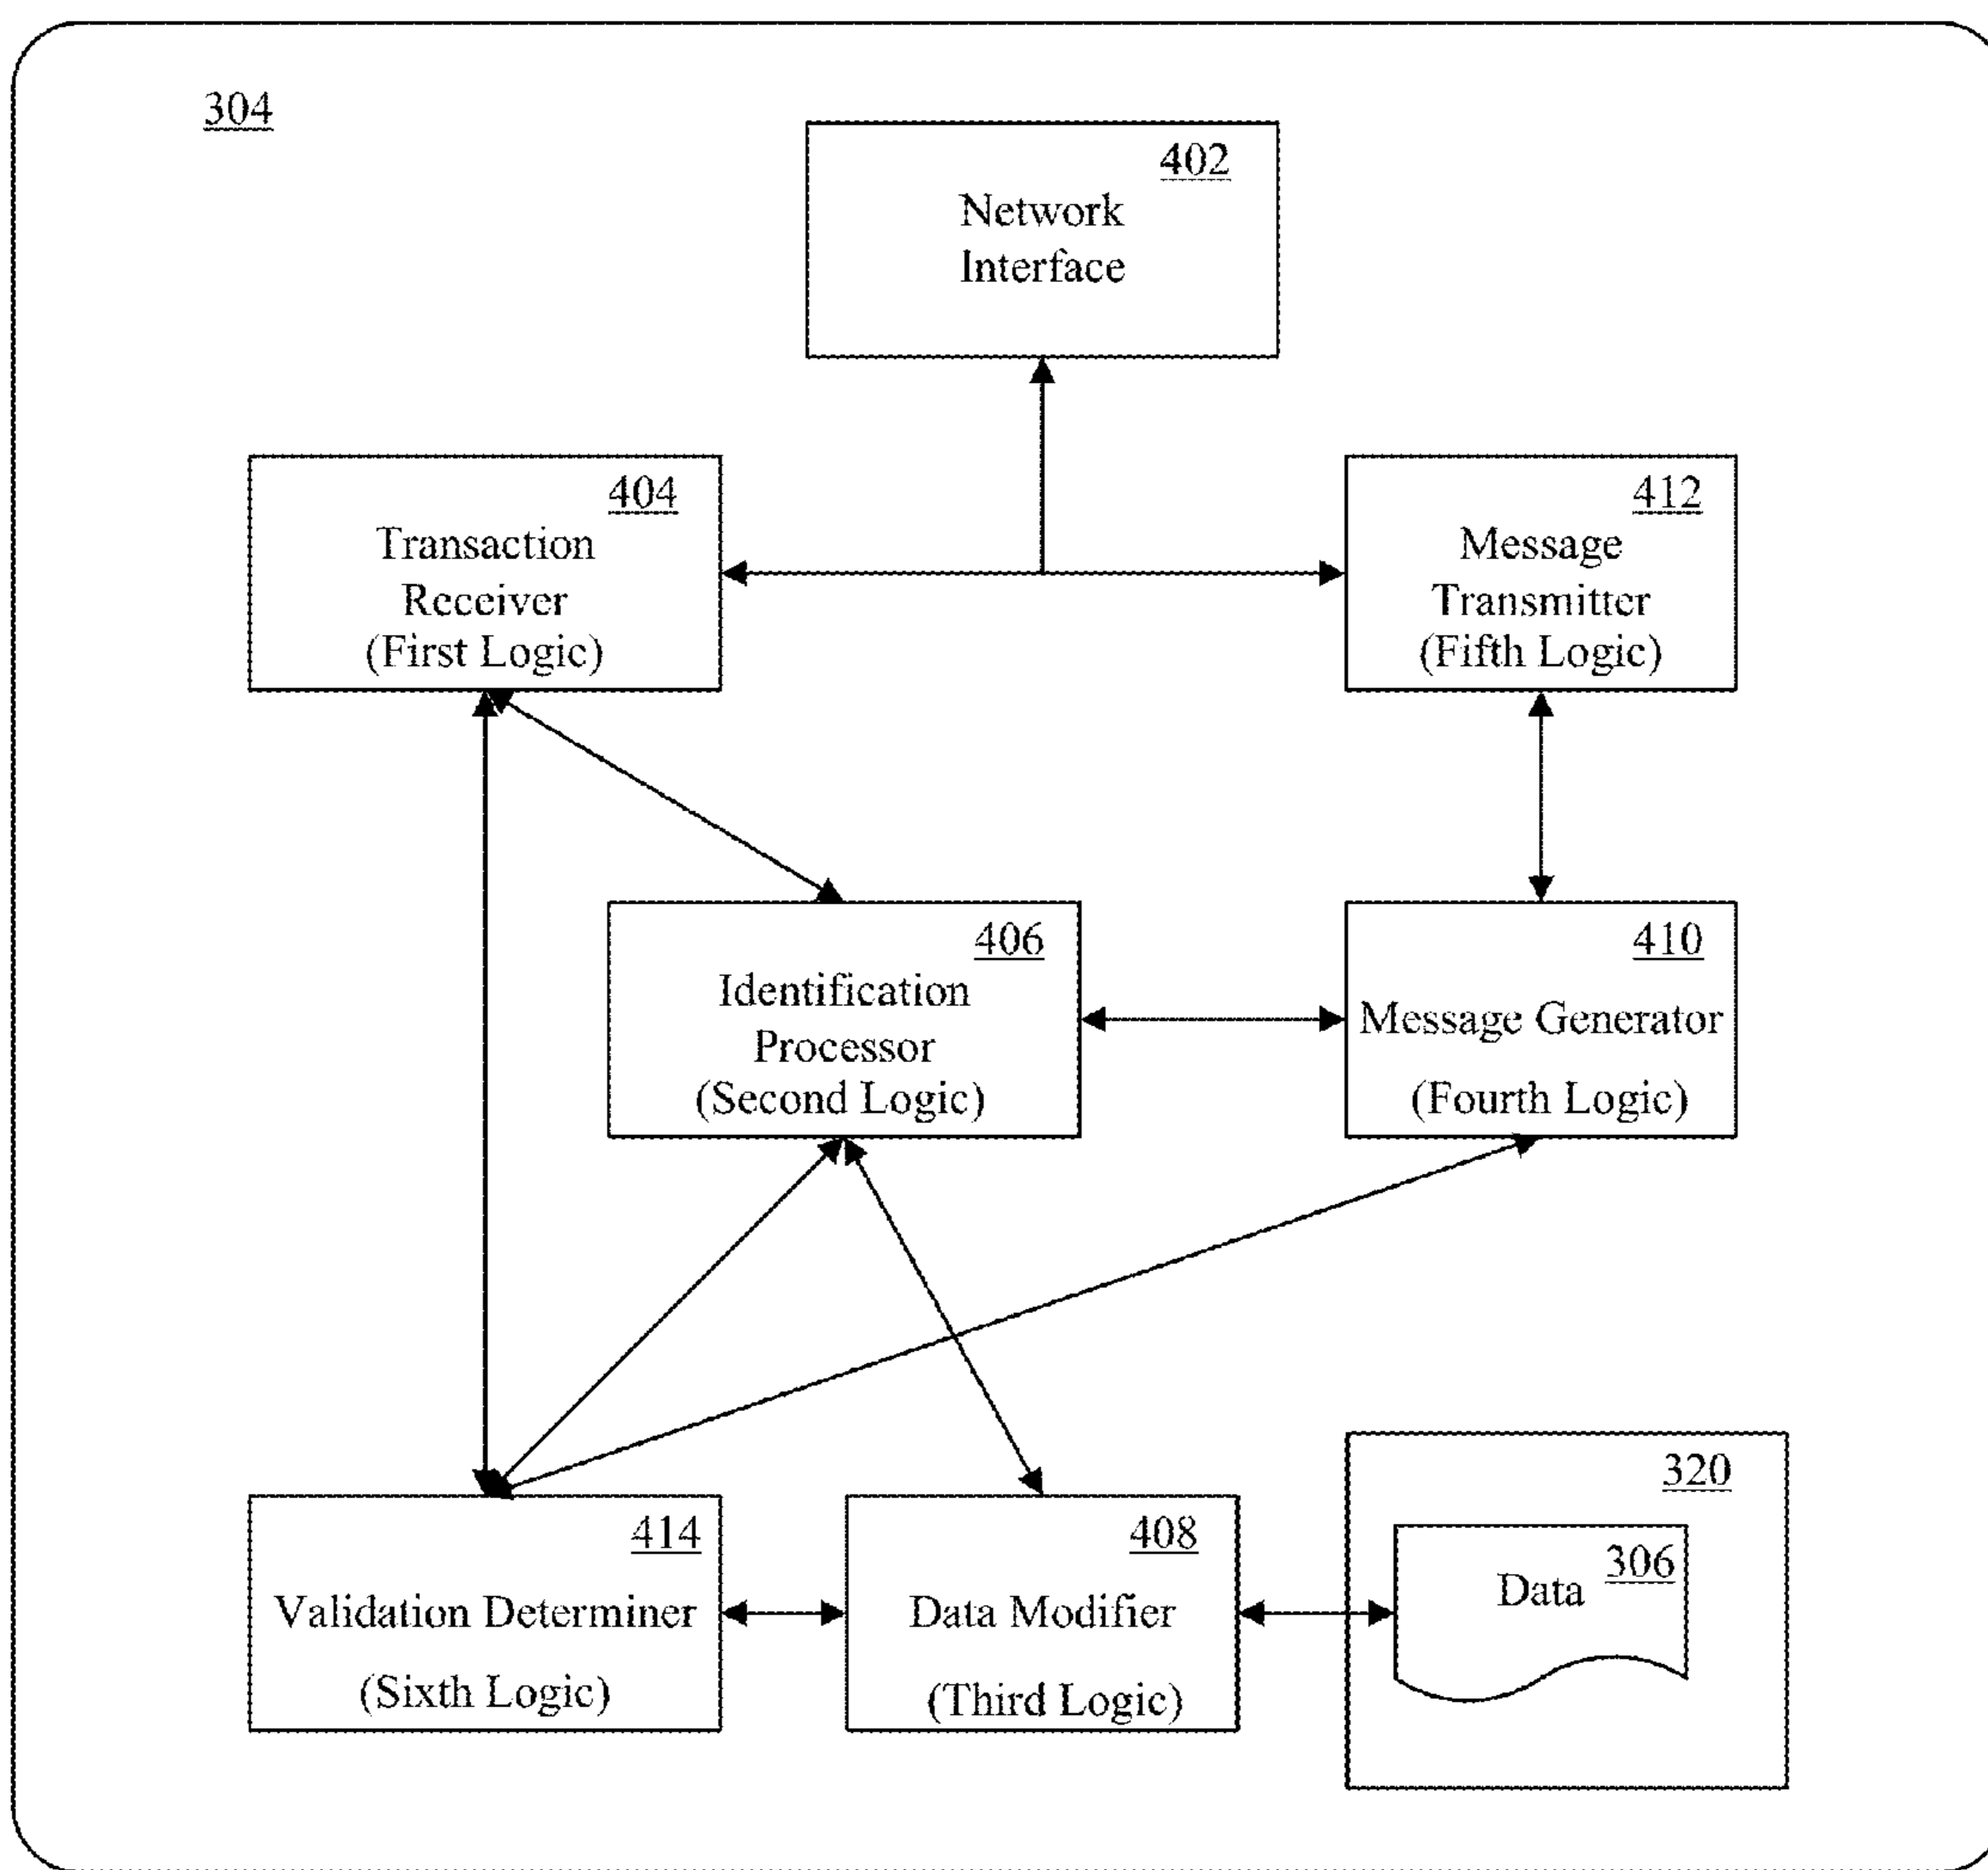 304
402
Network
Interface
404
Transaction
Receiver
(First Logic)
412
Message
Transmitter
(Fifth Logic)
406
Identification
Processor
(Second Logic)
410
Message Generator
(Fourth Logic)
414
Validation Determiner
(Sixth Logic)
408
Data Modifier
(Third Logic)
320
306
Data